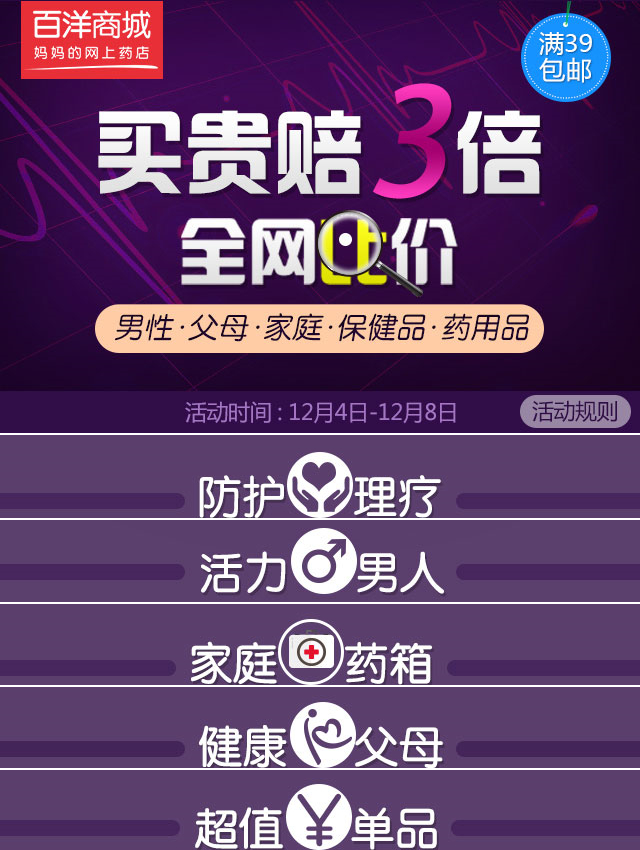 百洋商城
妈妈的网上药店
满39
包邮
买贵赔3倍
全网比价
男性·父母·家庭·保健品·药用品
活动时间：12月4日-12月8日
活动规则
防护理疗
活力男人
家庭药箱
健康父母
超值¥单品